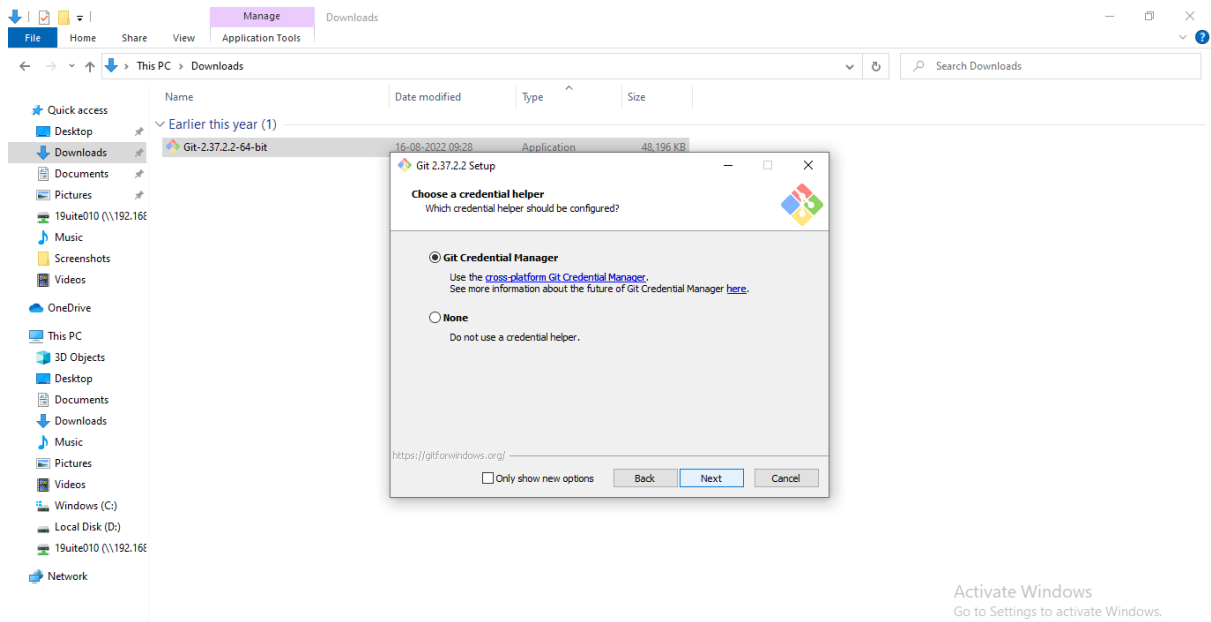 Manage Downloads
File Home Share View Application Tools
This PC Downloads
Search Downloads
Quick access
Desktop
Downloads
Documents
Pictures
19uite010 (\\192.168
Music
Screenshots
Videos
OneDrive
This PC
3D Objects
Desktop
Documents
Downloads
Music
Pictures
Videos
Windows (C:)
Local Disk (D:)
19uite010 (\\192.168
Network
Name Date modified Type Size
Earlier this year (1)
Git-2.37.2.2-64-bit 16-08-2022 09:28 Application 48,196 KB
Git 2.37.2.2 Setup
Choose a credential helper
Which credential helper should be configured?
Git Credential Manager
Use the cross-platform Git Credential Manager.
See more information about the future of Git Credential Manager here.
None
Do not use a credential helper.
https://gitforwindows.org/
Only show new options Back Next Cancel
Activate Windows
Go to Settings to activate Windows.